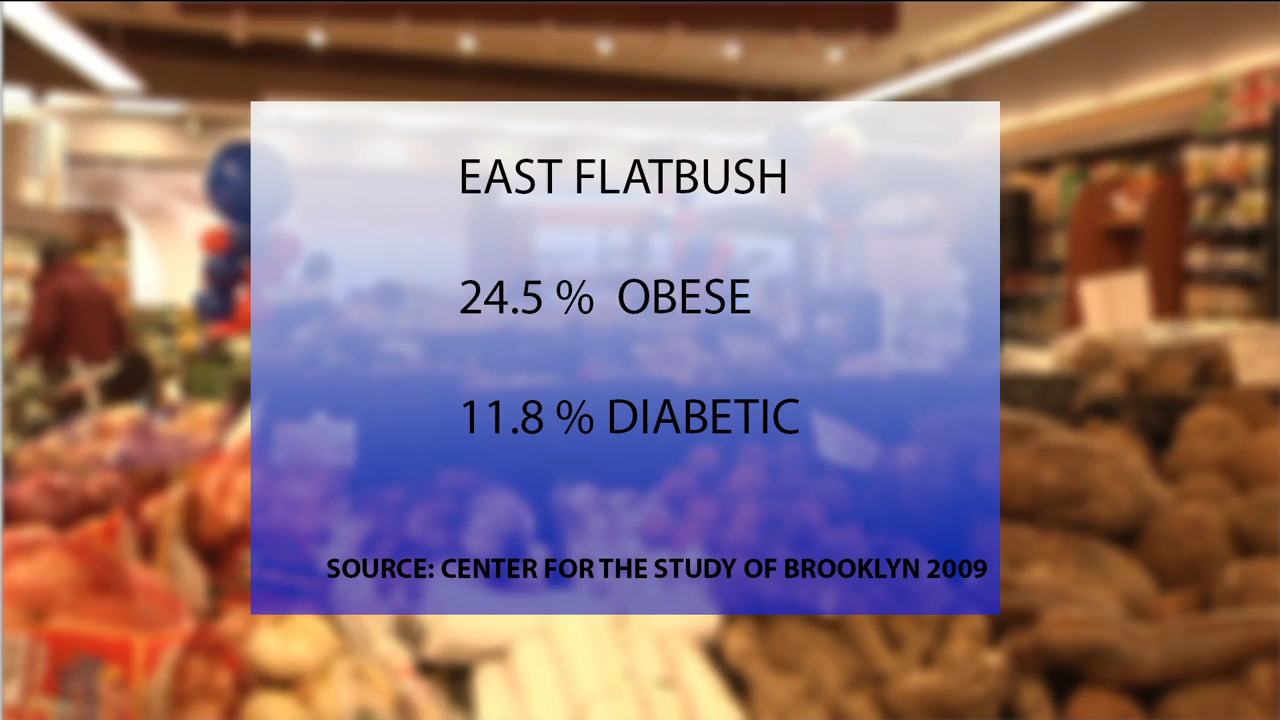 EAST FLATBUSH
24.5 % OBESE
11.8 % DIABETIC
SOURCE: CENTER FOR THE STUDY OF BROOKLYN 2009